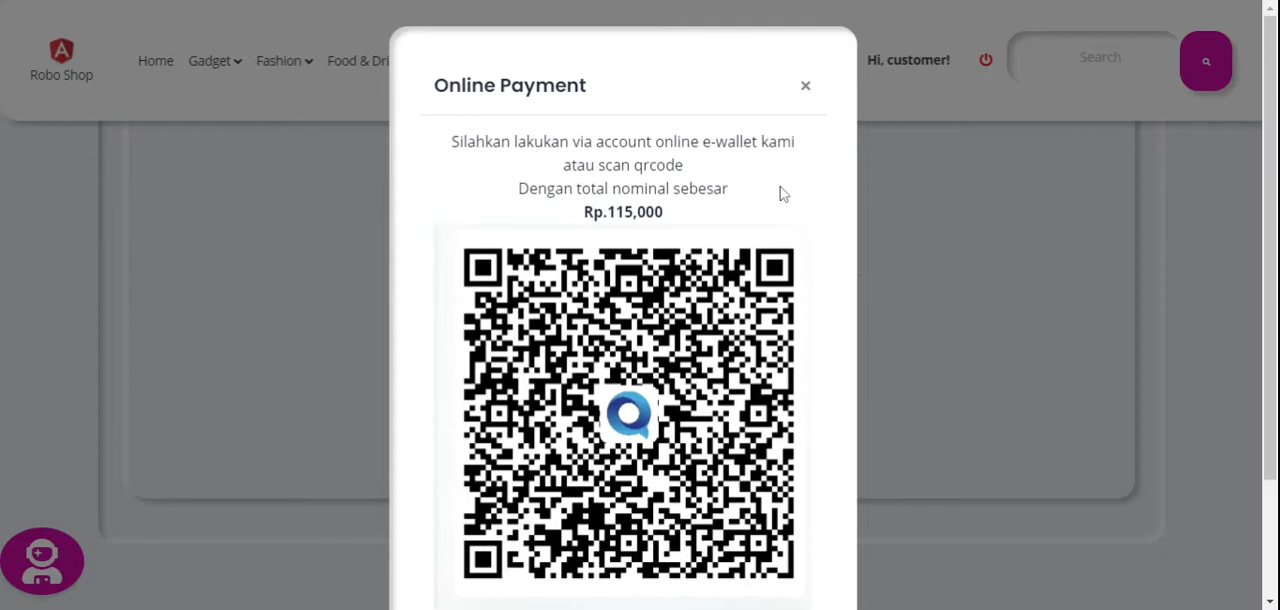 Robo Shop
Home
Gadget
Fashion
Food & Dri
Hi, customer!
Search
Online Payment
×
Silahkan lakukan via account online e-wallet kami
atau scan qrcode
Dengan total nominal sebesar
Rp.115,000